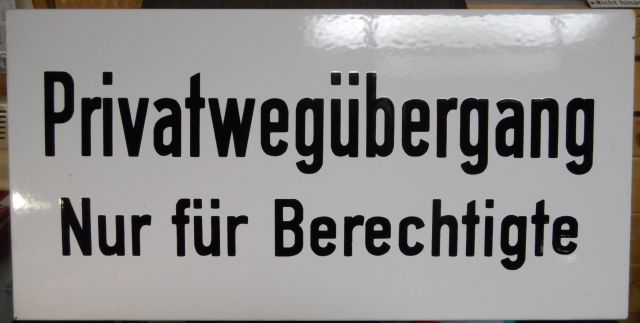 Privatwegübergang
Nur für Berechtigte